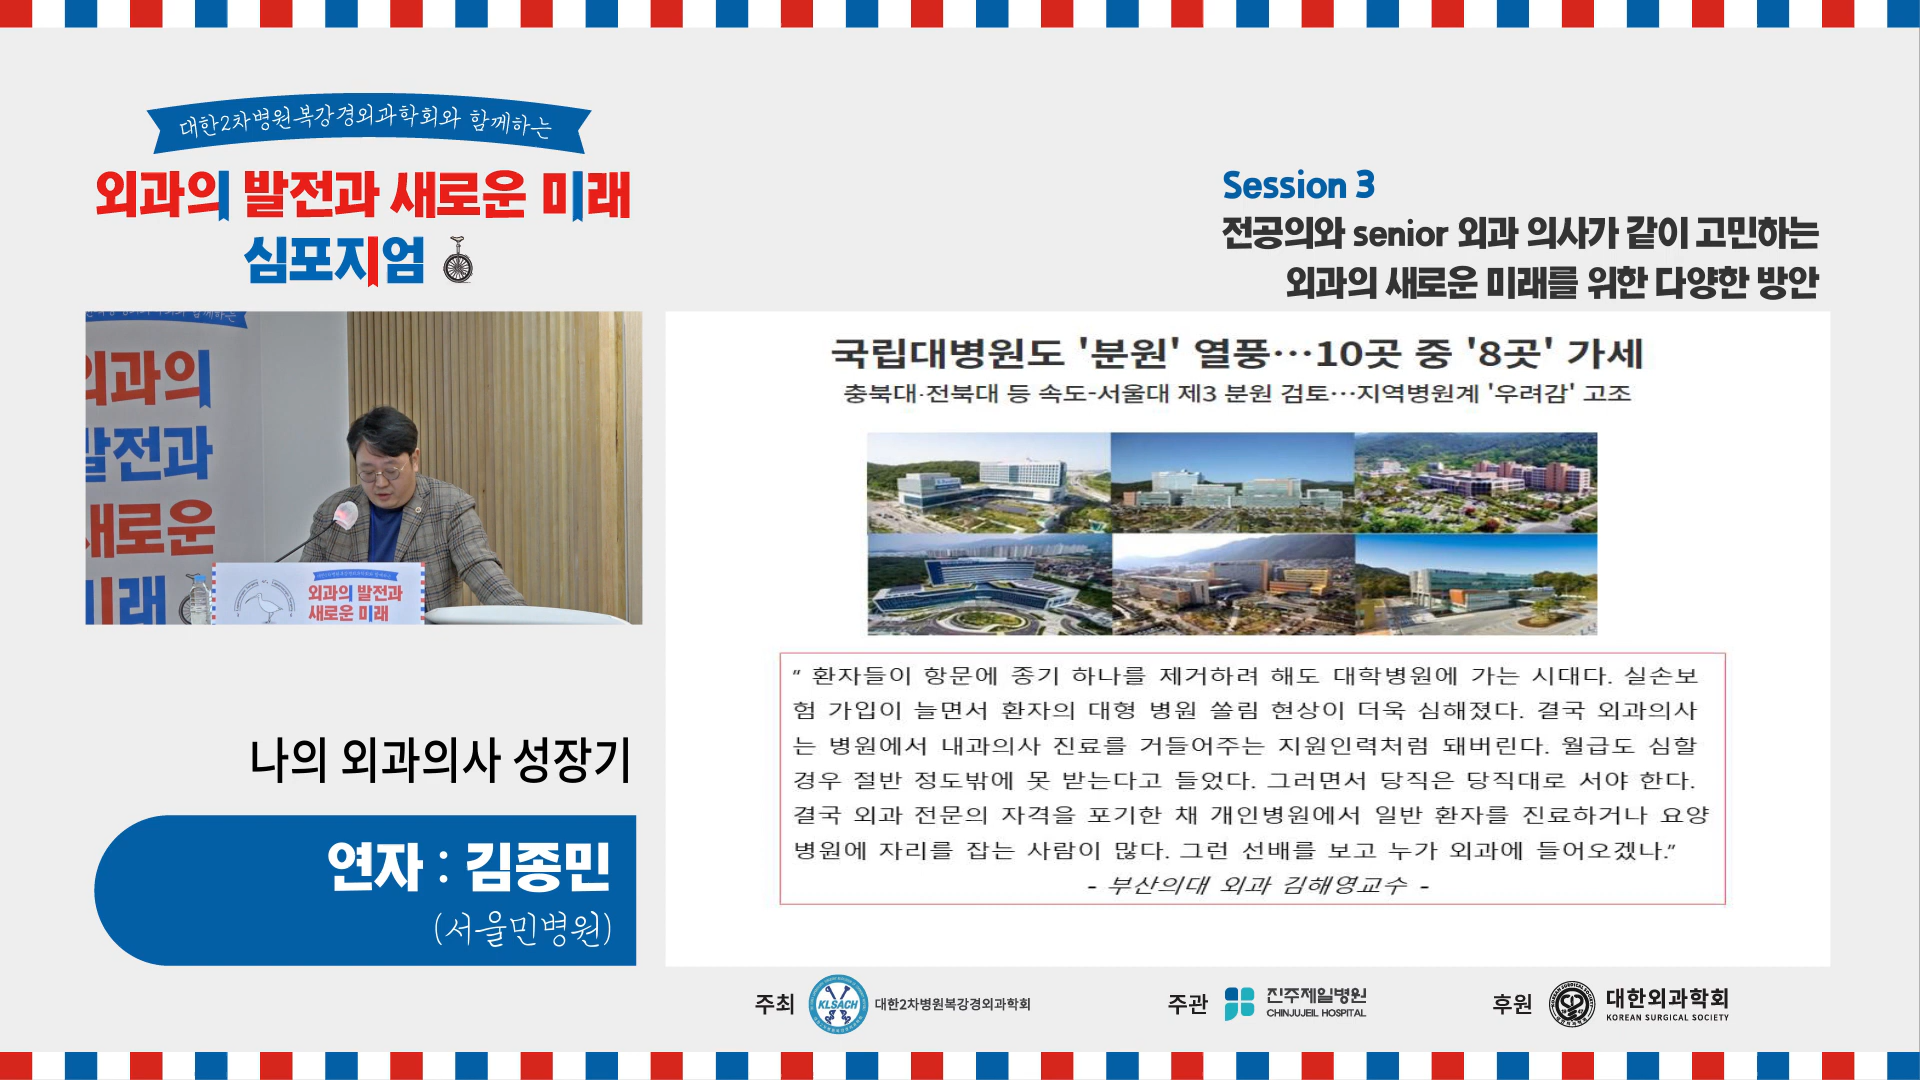 대한2차병원복강경외과학회와 함께하는
외과의 발전과 새로운 미래
심포지엄
Session 3
전공의와 senior 외과 의사가 같이 고민하는
외과의 새로운 미래를 위한 다양한 방안
외과의
발전과
새로운
미래
외과의 발전과
새로운 미래
국립대병원도 '분원' 열풍…10곳 중 '8곳' 가세
충북대·전북대 등 속도-서울대 제3 분원 검토…지역병원계 '우려감' 고조
“ 환자들이 항문에 종기 하나를 제거하려 해도 대학병원에 가는 시대다. 실손보
험 가입이 늘면서 환자의 대형 병원 쏠림 현상이 더욱 심해졌다. 결국 외과의사
는 병원에서 내과의사 진료를 거들어주는 지원인력처럼 돼버린다. 월급도 심할
경우 절반 정도밖에 못 받는다고 들었다. 그러면서 당직은 당직대로 서야 한다.
결국 외과 전문의 자격을 포기한 채 개인병원에서 일반 환자를 진료하거나 요양
병원에 자리를 잡는 사람이 많다. 그런 선배를 보고 누가 외과에 들어오겠나.”
- 부산의대 외과 김해영교수 -
나의 외과의사 성장기
연자 : 김종민
(서울민병원)
주최 KLSACH 대한2차병원복강경외과학회
주관 진주제일병원
CHINJUJEIL HOSPITAL
후원 대한외과학회
KOREAN SURGICAL SOCIETY